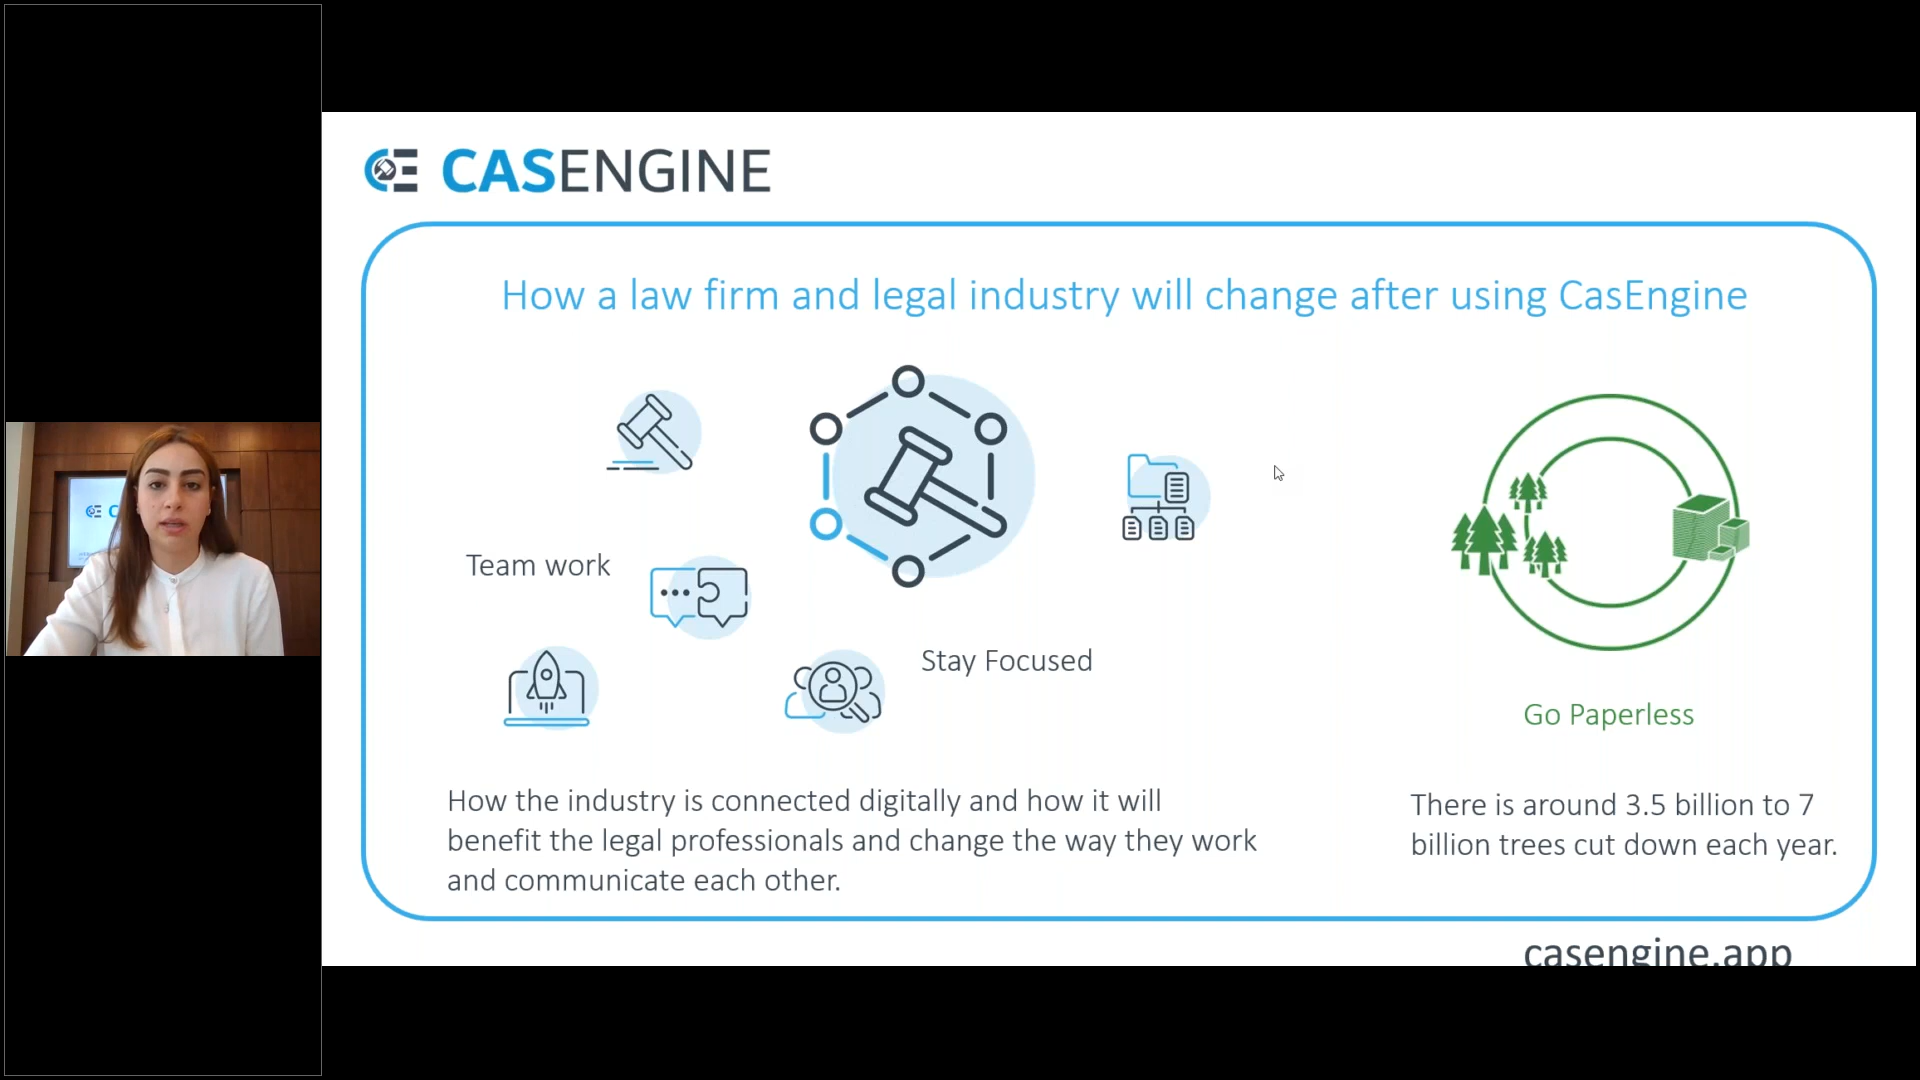 CASENGINE
How a law firm and legal industry will change after using CasEngine
Team work
Stay Focused
How the industry is connected digitally and how it will
benefit the legal professionals and change the way they work
and communicate each other.
Go Paperless
There is around 3.5 billion to 7
billion trees cut down each year.
casengine.app